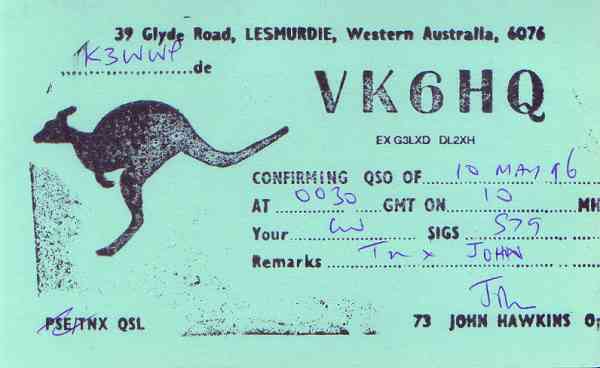 39 Glyde Road, LESMURDIE, Western Australia, 6076
K3WWP de
VK6HQ
EX G3LXD DL2XH
CONFIRMING QSO OF 10 MAY 96
AT 0030 GMT ON 10 MH
Your CW SIGS 579
Remarks Tnx JOHN
PSE/TNX QSL
73 JOHN HAWKINS